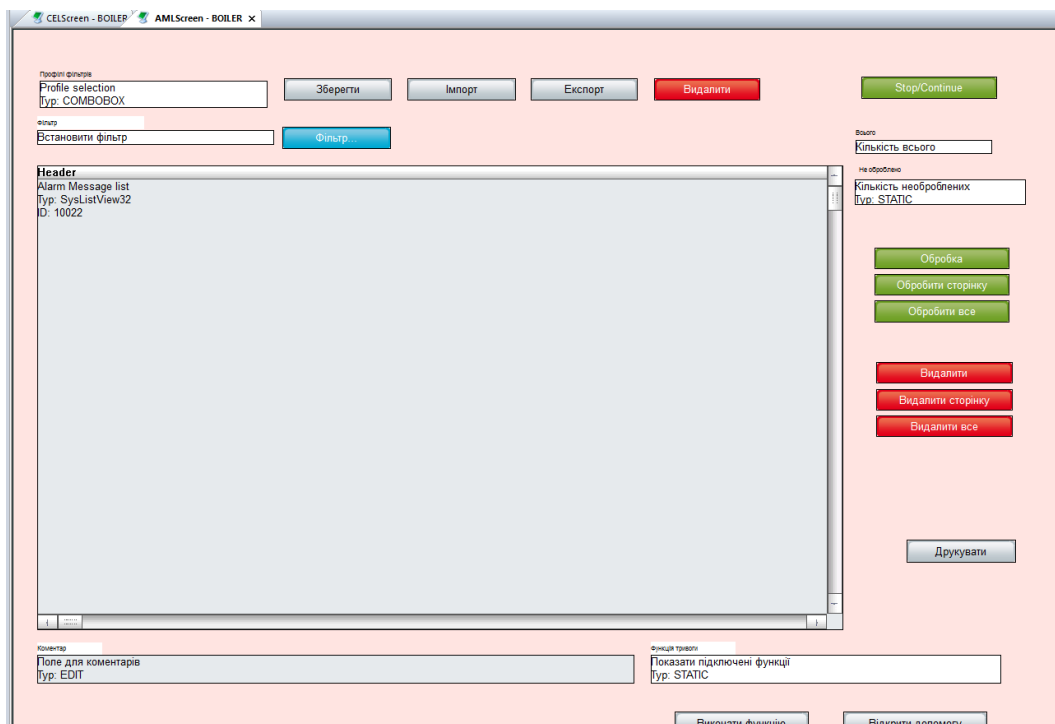 CELScreen - BOILER
AMLScreen - BOILER
Профілі фільтрів
Profile selection
Typ: COMBOBOX
Зберегти
Імпорт
Експорт
Видалити
Stop/Continue
Фільтр
Встановити фільтр
Фільтр...
Всього
Кількість всього
Не оброблено
Кількість необроблених
Typ: STATIC
Header
Alarm Message list
Typ: SysListView32
ID: 10022
Обробка
Обробити сторінку
Обробити все
Видалити
Видалити сторінку
Видалити все
Друкувати
Коментар
Поле для коментарів
Typ: EDIT
Функція тривоги
Показати підключені функції
Typ: STATIC
Виконати функцію
Відкрити допомогу